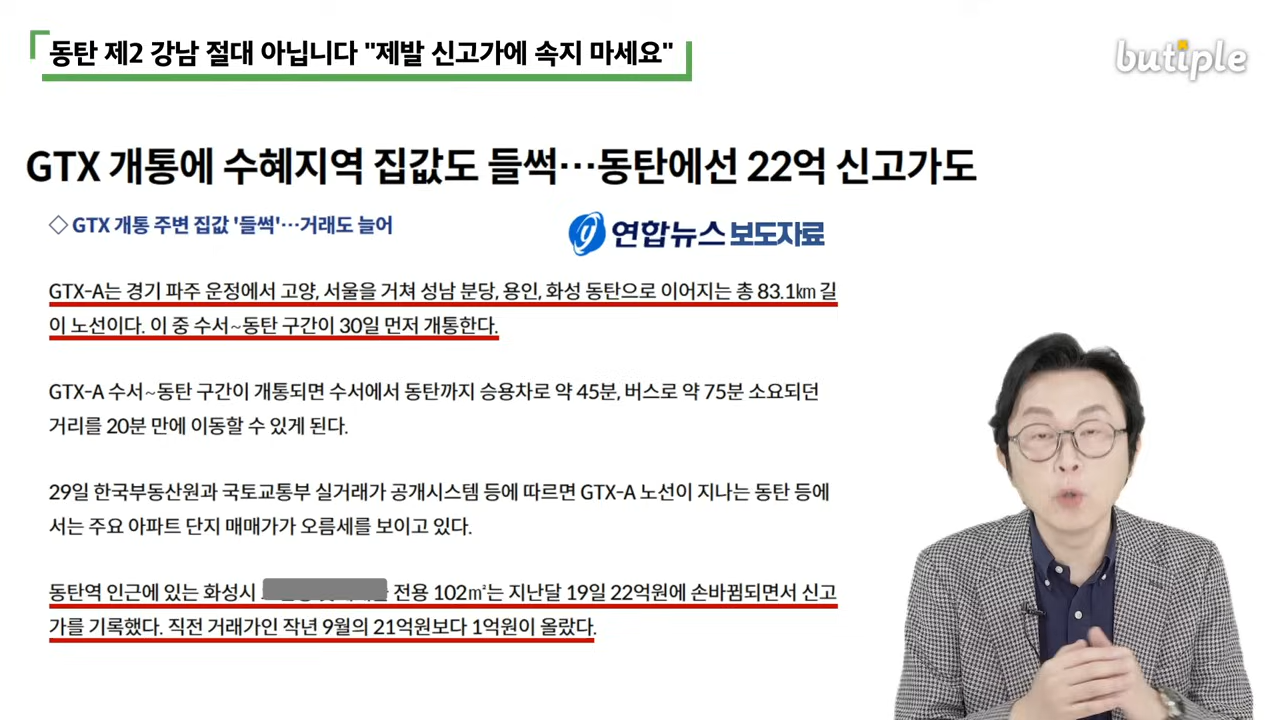 동탄 제2 강남 절대 아닙니다 "제발 신고가에 속지 마세요"
butiple
GTX 개통에 수혜지역 집값도 들썩…동탄에선 22억 신고가도
◇ GTX 개통 주변 집값 '들썩'…거래도 늘어
연합뉴스 보도자료
GTX-A는 경기 파주 운정에서 고양, 서울을 거쳐 성남 분당, 용인, 화성 동탄으로 이어지는 총 83.1㎞ 길
이 노선이다. 이 중 수서~동탄 구간이 30일 먼저 개통한다.
GTX-A 수서~동탄 구간이 개통되면 수서에서 동탄까지 승용차로 약 45분, 버스로 약 75분 소요되던
거리를 20분 만에 이동할 수 있게 된다.
29일 한국부동산원과 국토교통부 실거래가 공개시스템 등에 따르면 GTX-A 노선이 지나는 동탄 등에
서는 주요 아파트 단지 매매가가 오름세를 보이고 있다.
동탄역 인근에 있는 화성시 전용 102㎡는 지난달 19일 22억원에 손바뀜되면서 신고
가를 기록했다. 직전 거래가인 작년 9월의 21억원보다 1억원이 올랐다.